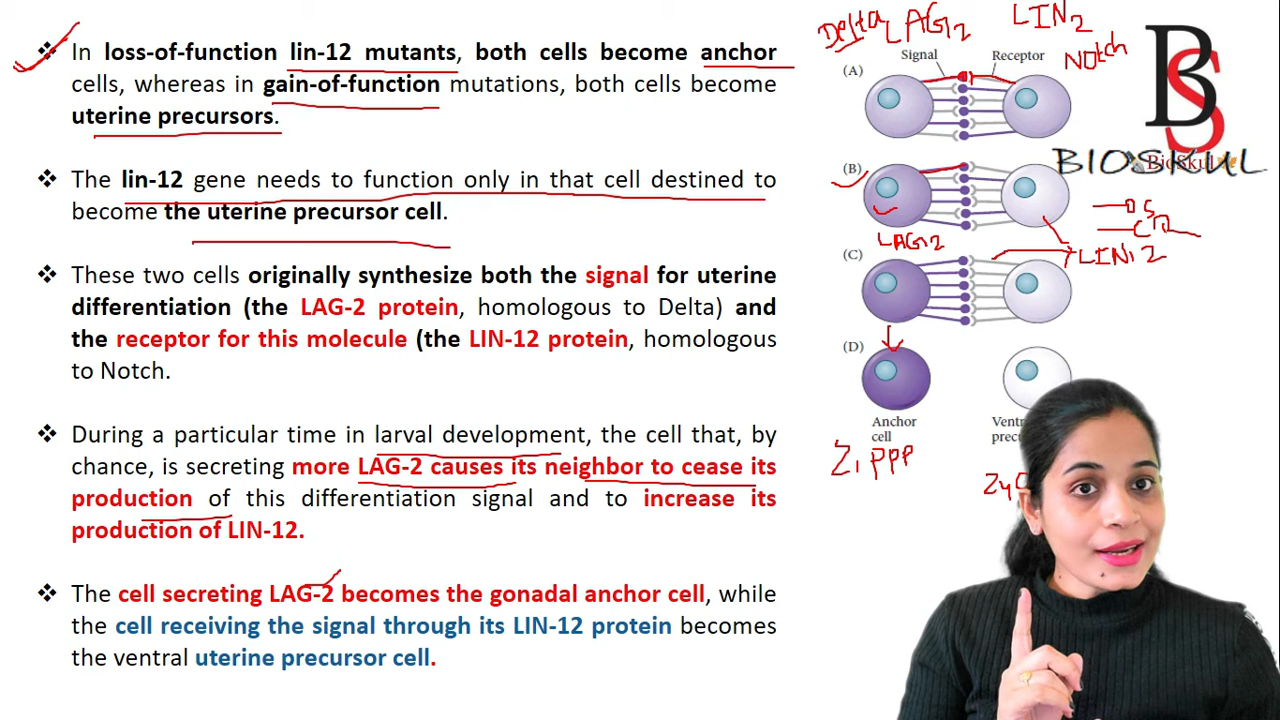 ❖ In loss-of-function lin-12 mutants, both cells become anchor
cells, whereas in gain-of-function mutations, both cells become
uterine precursors.
❖ The lin-12 gene needs to function only in that cell destined to
become the uterine precursor cell.
❖ These two cells originally synthesize both the signal for uterine
differentiation (the LAG-2 protein, homologous to Delta) and
the receptor for this molecule (the LIN-12 protein, homologous
to Notch.
❖ During a particular time in larval development, the cell that, by
chance, is secreting more LAG-2 causes its neighbor to cease its
production of this differentiation signal and to increase its
production of LIN-12.
❖ The cell secreting LAG-2 becomes the gonadal anchor cell, while
the cell receiving the signal through its LIN-12 protein becomes
the ventral uterine precursor cell.
Delta LAG2 LIN2
Signal Receptor Notch
(A)
(B)
LAG2
LIN12
(C)
(D)
Anchor
cell
Z1 PPP
BS
BioSkul
BIOSKUL